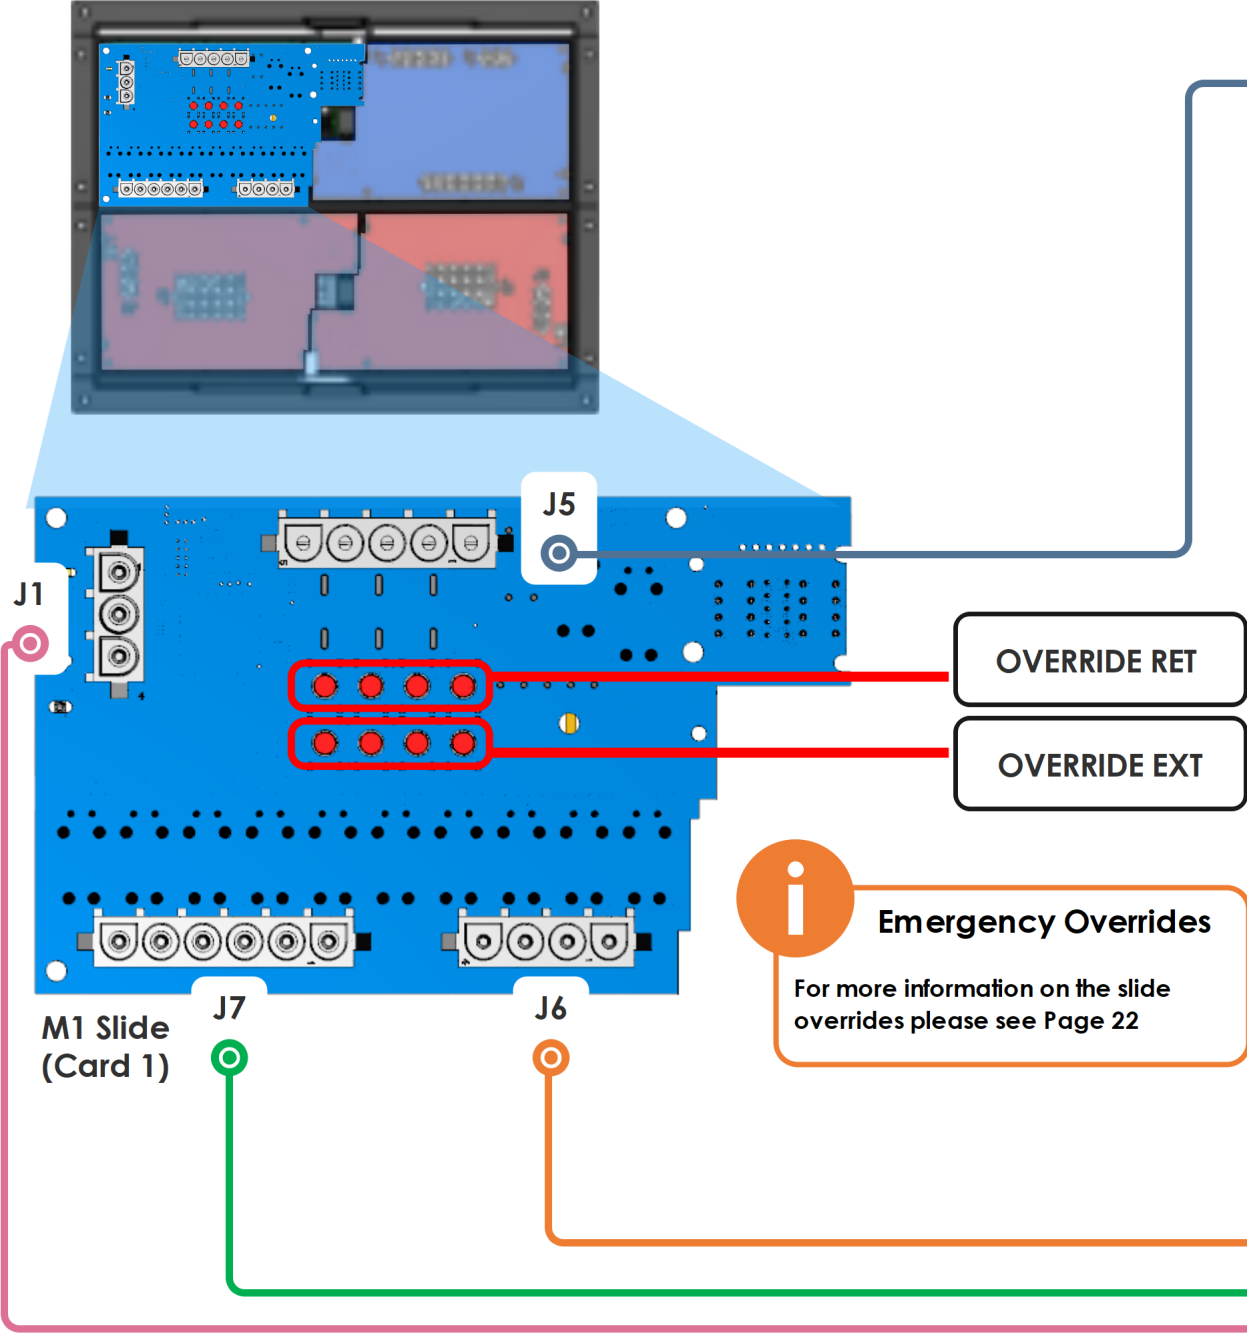 J5
J1
OVERRIDE RET
OVERRIDE EXT
Emergency Overrides
For more information on the slide
overrides please see Page 22
J7
J6
M1 Slide
(Card 1)